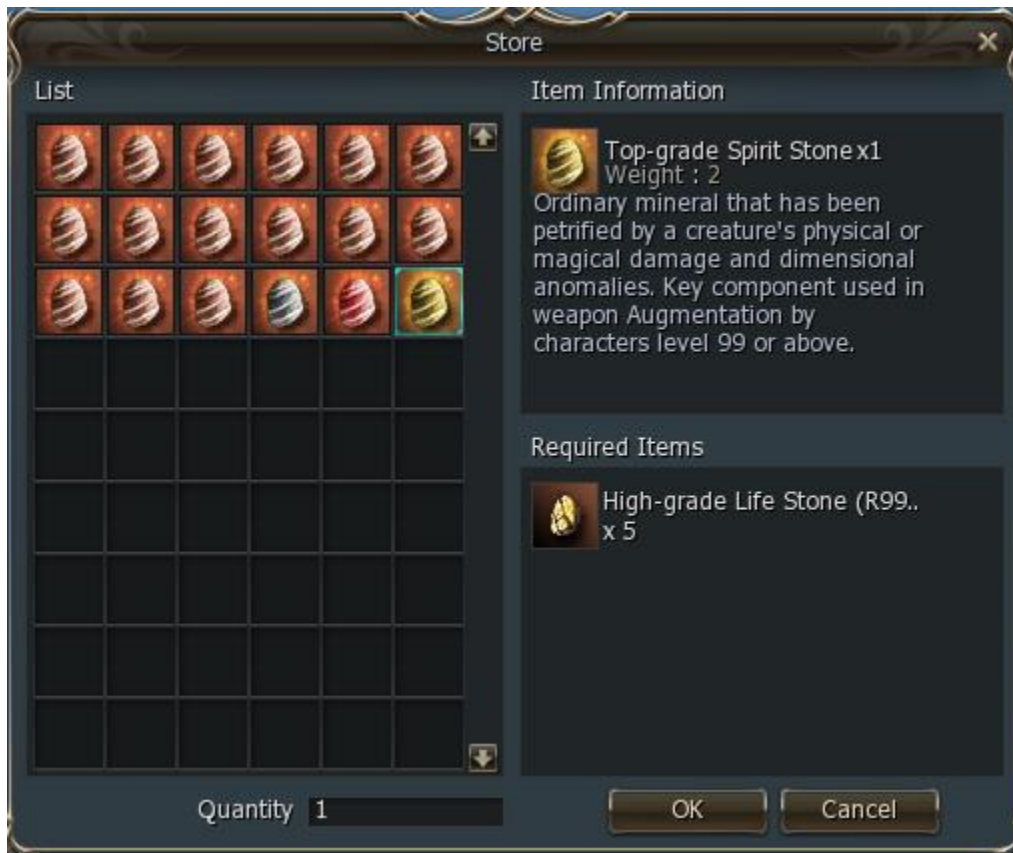 Store
List
Item Information
Top-grade Spirit Stone x1
Weight : 2
Ordinary mineral that has been
petrified by a creature's physical or
magical damage and dimensional
anomalies. Key component used in
weapon Augmentation by
characters level 99 or above.
Required Items
High-grade Life Stone (R99..
x 5
Quantity 1
OK
Cancel